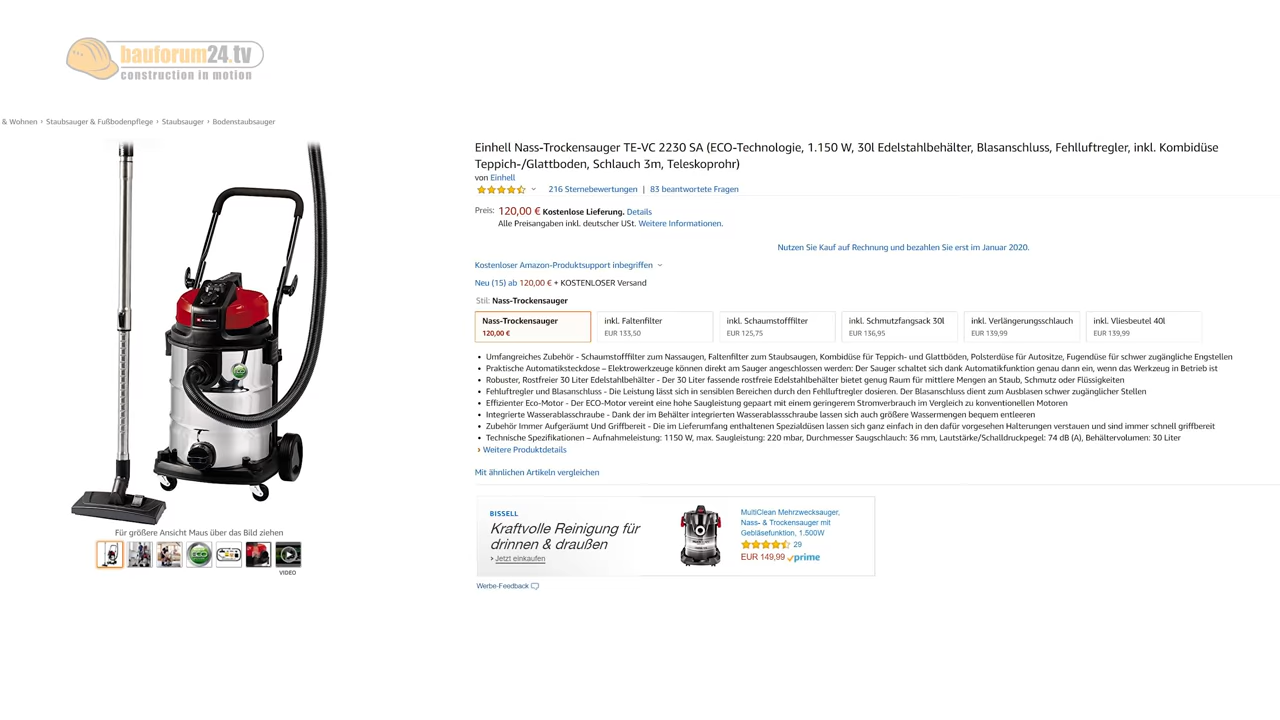 bauforum24.tv
construction in motion
& Wohnen › Staubsauger & Fußbodenpflege › Staubsauger › Bodenstaubsauger
Einhell Nass-Trockensauger TE-VC 2230 SA (ECO-Technologie, 1.150 W, 30l Edelstahlbehälter, Blasanschluss, Fehlluftregler, inkl. Kombidüse
Teppich-/Glattboden, Schlauch 3m, Teleskoprohr)
von Einhell
216 Sternebewertungen | 83 beantwortete Fragen
Preis: 120,00 € Kostenlose Lieferung. Details
Alle Preisangaben inkl. deutscher USt. Weitere Informationen.
Nutzen Sie Kauf auf Rechnung und bezahlen Sie erst im Januar 2020.
Kostenloser Amazon-Produktsupport inbegriffen
Neu (15) ab 120,00 € + KOSTENLOSER Versand
Stil: Nass-Trockensauger
Nass-Trockensauger inkl. Faltenfilter inkl. Schaumstofffilter inkl. Schmutzfangsack 30l inkl. Verlängerungsschlauch inkl. Vliesbeutel 40l
120,00 € EUR 133,50 EUR 125,75 EUR 136,95 EUR 139,99 EUR 139,99
• Umfangreiches Zubehör - Schaumstofffilter zum Nassaugen, Faltenfilter zum Staubsaugen, Kombidüse für Teppich- und Glattböden, Polsterdüse für Autositze, Fugendüse für schwer zugängliche Engstellen
• Praktische Automatiksteckdose – Elektrowerkzeuge können direkt am Sauger angeschlossen werden: Der Sauger schaltet sich dank Automatikfunktion genau dann ein, wenn das Werkzeug in Betrieb ist
• Robuster, Rostfreier 30 Liter Edelstahlbehälter - Der 30 Liter fassende rostfreie Edelstahlbehälter bietet genug Raum für mittlere Mengen an Staub, Schmutz oder Flüssigkeiten
• Fehlluftregler und Blasanschluss - Die Leistung lässt sich in sensiblen Bereichen durch den Fehlluftregler dosieren. Der Blasanschluss dient zum Ausblasen schwer zugänglicher Stellen
• Effizienter Eco-Motor - Der ECO-Motor vereint eine hohe Saugleistung gepaart mit einem geringerem Stromverbrauch im Vergleich zu konventionellen Motoren
• Integrierte Wasserablassschraube - Dank der im Behälter integrierten Wasserablassschraube lassen sich auch größere Wassermengen bequem entleeren
• Zubehör Immer Aufgeräumt Und Griffbereit - Die im Lieferumfang enthaltenen Spezialdüsen lassen sich ganz einfach in den dafür vorgesehen Halterungen verstauen und sind immer schnell griffbereit
• Technische Spezifikationen – Aufnahmeleistung: 1150 W, max. Saugleistung: 220 mbar, Durchmesser Saugschlauch: 36 mm, Lautstärke/Schalldruckpegel: 74 dB (A), Behältervolumen: 30 Liter
› Weitere Produktdetails
Mit ähnlichen Artikeln vergleichen
BISSELL
Kraftvolle Reinigung für
drinnen & draußen
› Jetzt einkaufen
MultiClean Mehrzwecksauger,
Nass- & Trockensauger mit
Gebläsefunktion, 1.500W
29
EUR 149,99 prime
Werbe-Feedback
Für größere Ansicht Maus über das Bild ziehen
VIDEO